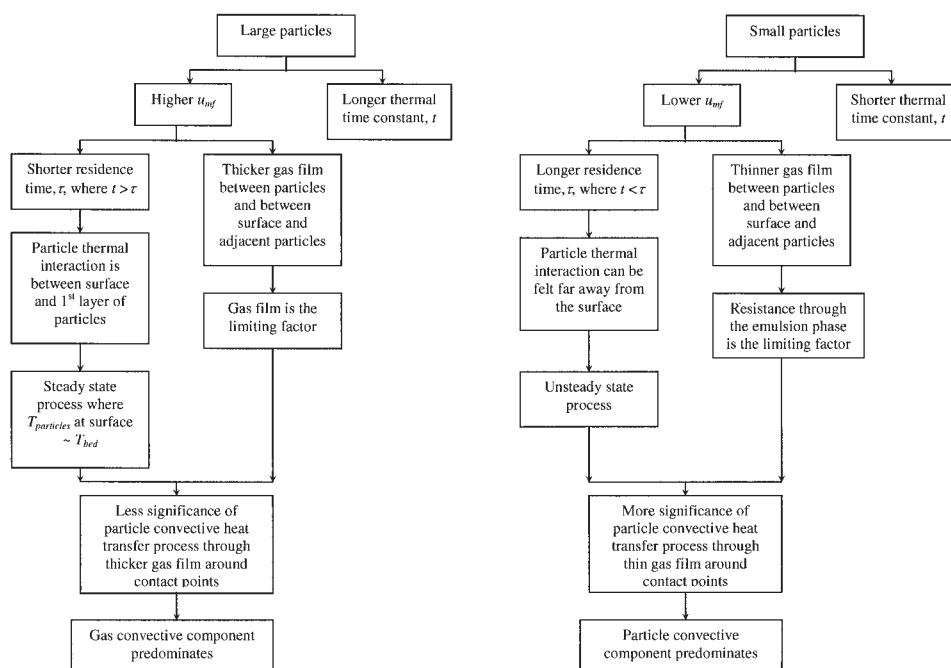 Large particles
Higher umf
Longer thermal
time constant, t
Shorter residence
time, τ, where t > τ
Thicker gas film
between particles
and between
surface and
adjacent particles
Particle thermal
interaction is
between surface
and 1st layer of
particles
Gas film is the
limiting factor
Steady state
process where
Tparticles at surface
~ Tbed
Less significance of
particle convective heat
transfer process through
thicker gas film around
contact points
Gas convective component
predominates
Small particles
Lower umf
Shorter thermal
time constant, t
Longer residence
time, τ, where t < τ
Thinner gas film
between particles
and between
surface and
adjacent particles
Particle thermal
interaction can be
felt far away from
the surface
Resistance through
the emulsion phase
is the limiting factor
Unsteady state
process
More significance of
particle convective heat
transfer process through
thin gas film around
contact points
Particle convective
component predominates